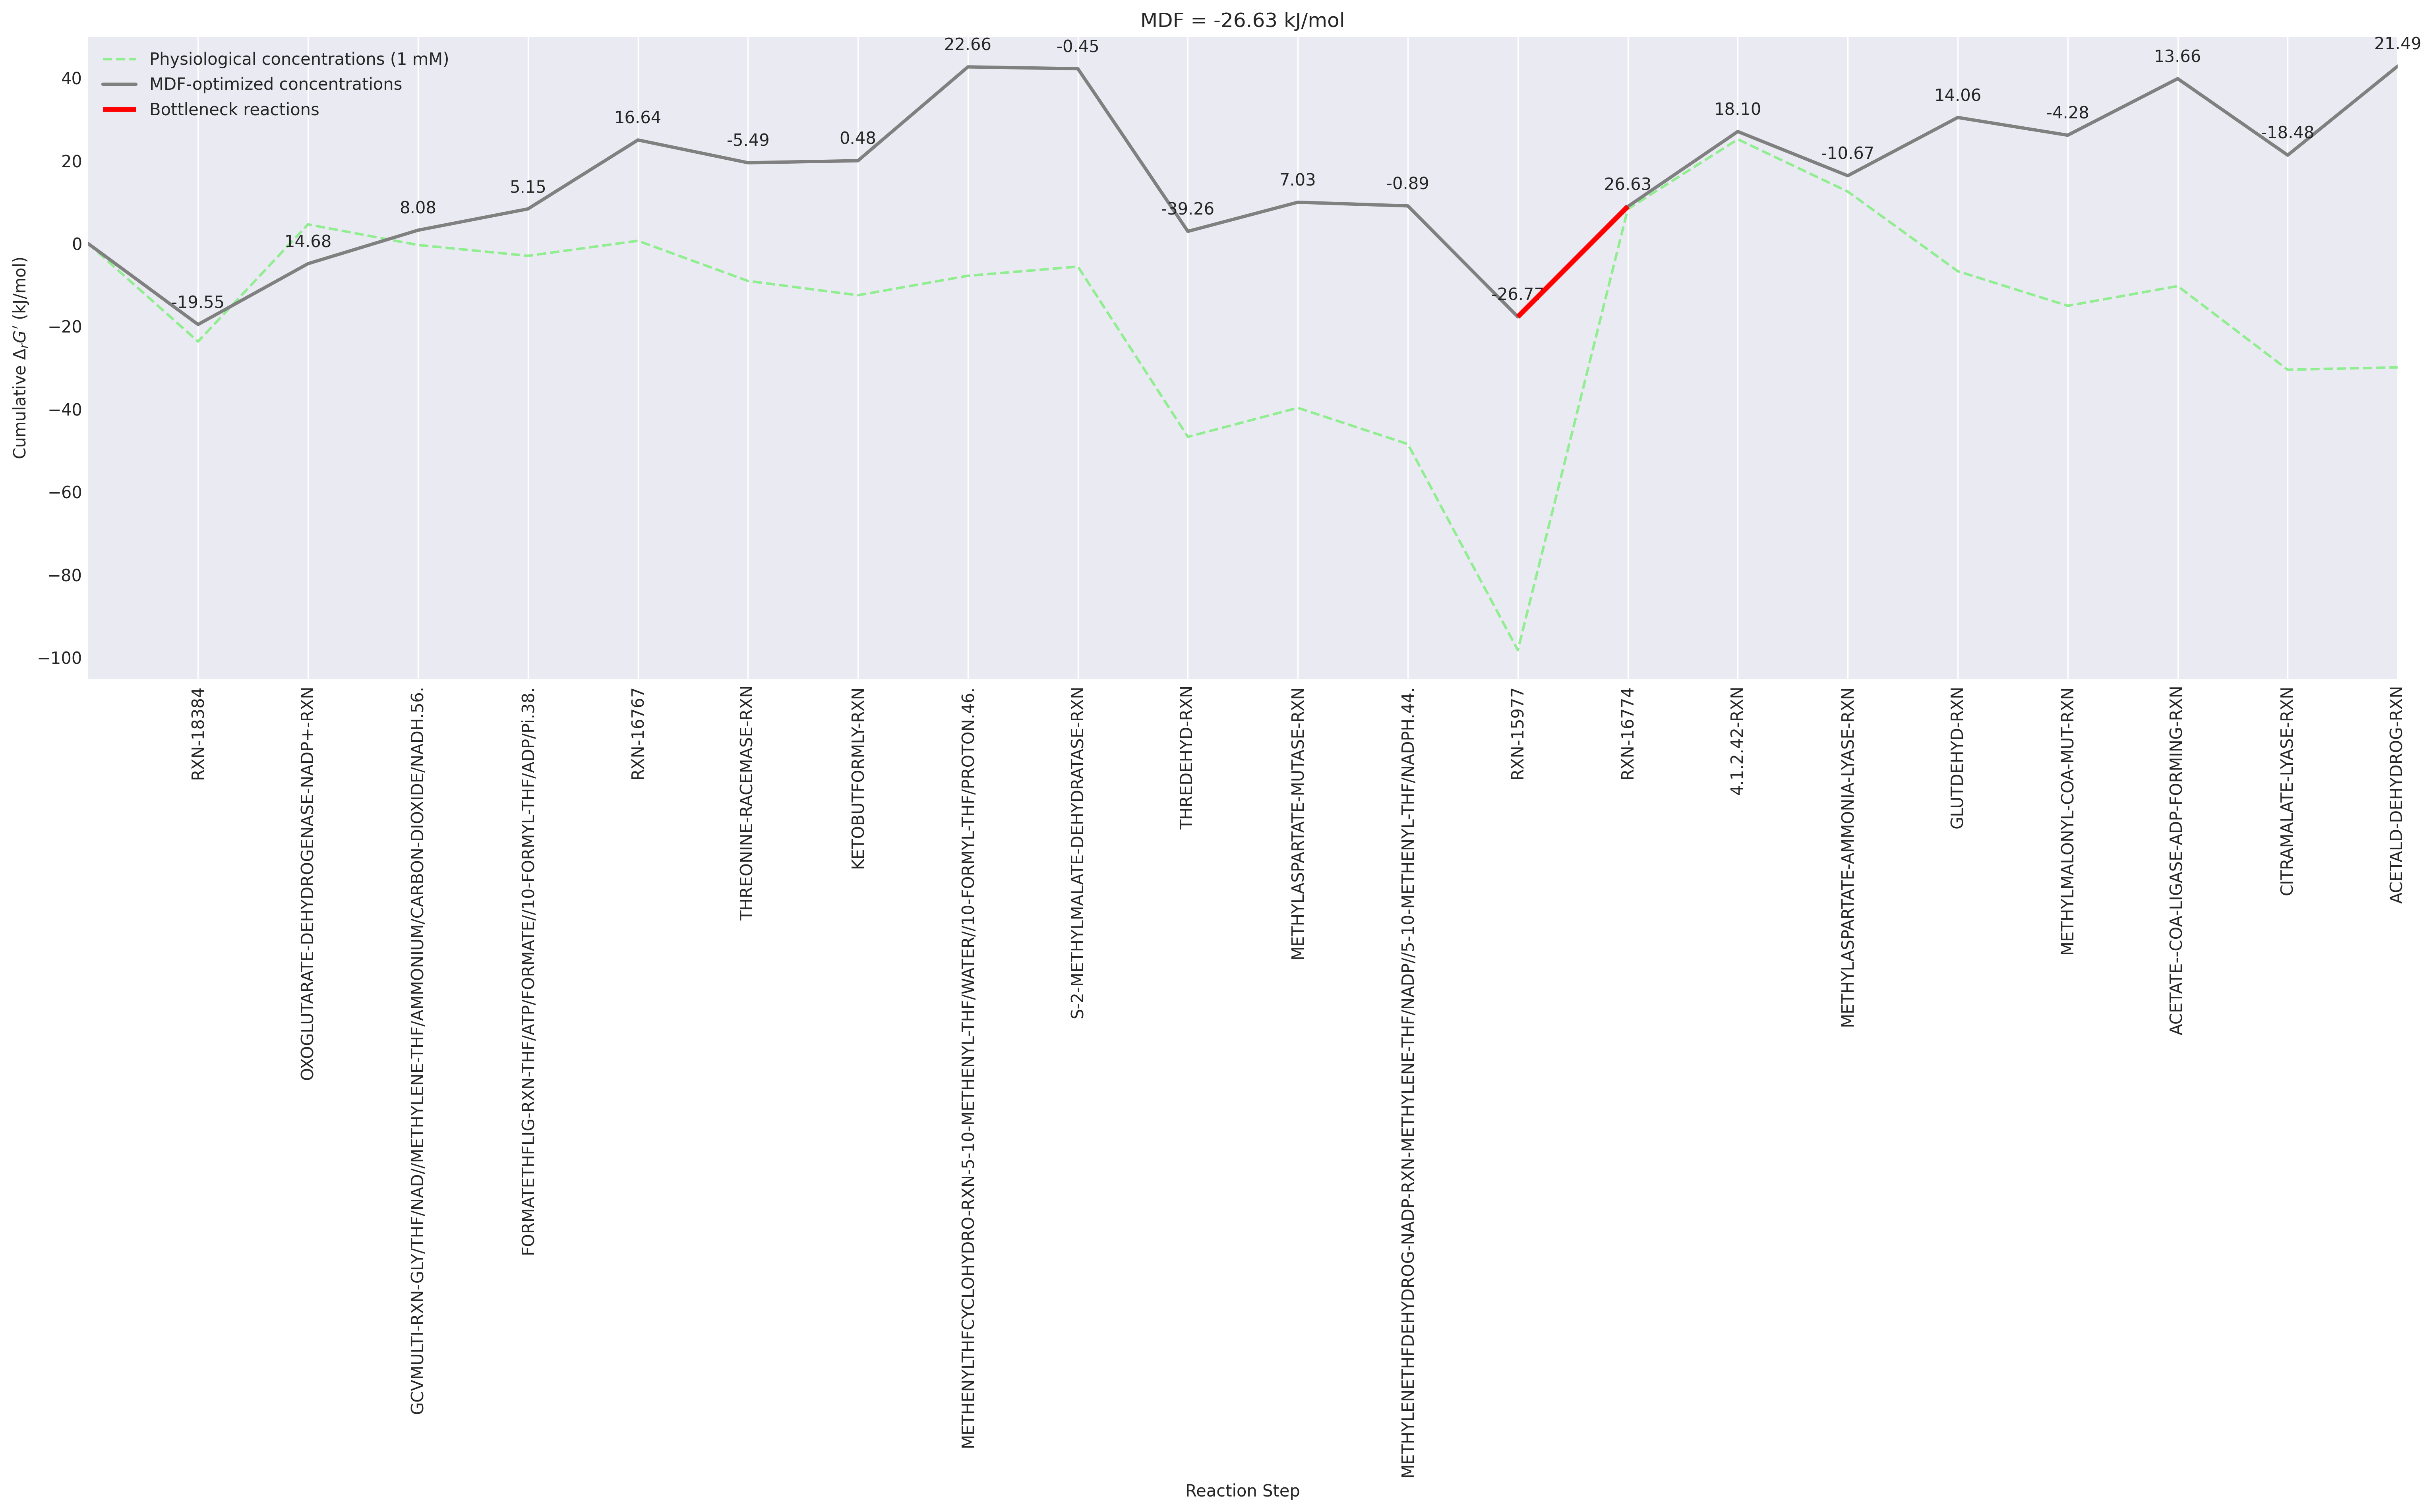 MDF = -26.63 kJ/mol
Physiological concentrations (1 mM)
MDF-optimized concentrations
Bottleneck reactions
Cumulative ΔrG′ (kJ/mol)
40
20
0
−20
−40
−60
−80
−100
-19.55
14.68
8.08
5.15
16.64
-5.49
0.48
22.66
-0.45
-39.26
7.03
-0.89
-26.77
26.63
18.10
-10.67
14.06
-4.28
13.66
-18.48
21.49
RXN-18384
OXOGLUTARATE-DEHYDROGENASE-NADP+-RXN
GCVMULTI-RXN-GLY/THF/NAD//METHYLENE-THF/AMMONIUM/CARBON-DIOXIDE/NADH.56.
FORMATETHFLIG-RXN-THF/ATP/FORMATE//10-FORMYL-THF/ADP/Pi.38.
RXN-16767
THREONINE-RACEMASE-RXN
KETOBUTFORMLY-RXN
METHENYLTHFCYCLOHYDRO-RXN-5-10-METHENYL-THF/WATER//10-FORMYL-THF/PROTON.46.
S-2-METHYLMALATE-DEHYDRATASE-RXN
THREDEHYD-RXN
METHYLASPARTATE-MUTASE-RXN
METHYLENETHFDEHYDROG-NADP-RXN-METHYLENE-THF/NADP//5-10-METHENYL-THF/NADPH.44.
RXN-15977
RXN-16774
4.1.2.42-RXN
METHYLASPARTATE-AMMONIA-LYASE-RXN
GLUTDEHYD-RXN
METHYLMALONYL-COA-MUT-RXN
ACETATE--COA-LIGASE-ADP-FORMING-RXN
CITRAMALATE-LYASE-RXN
ACETALD-DEHYDROG-RXN
Reaction Step